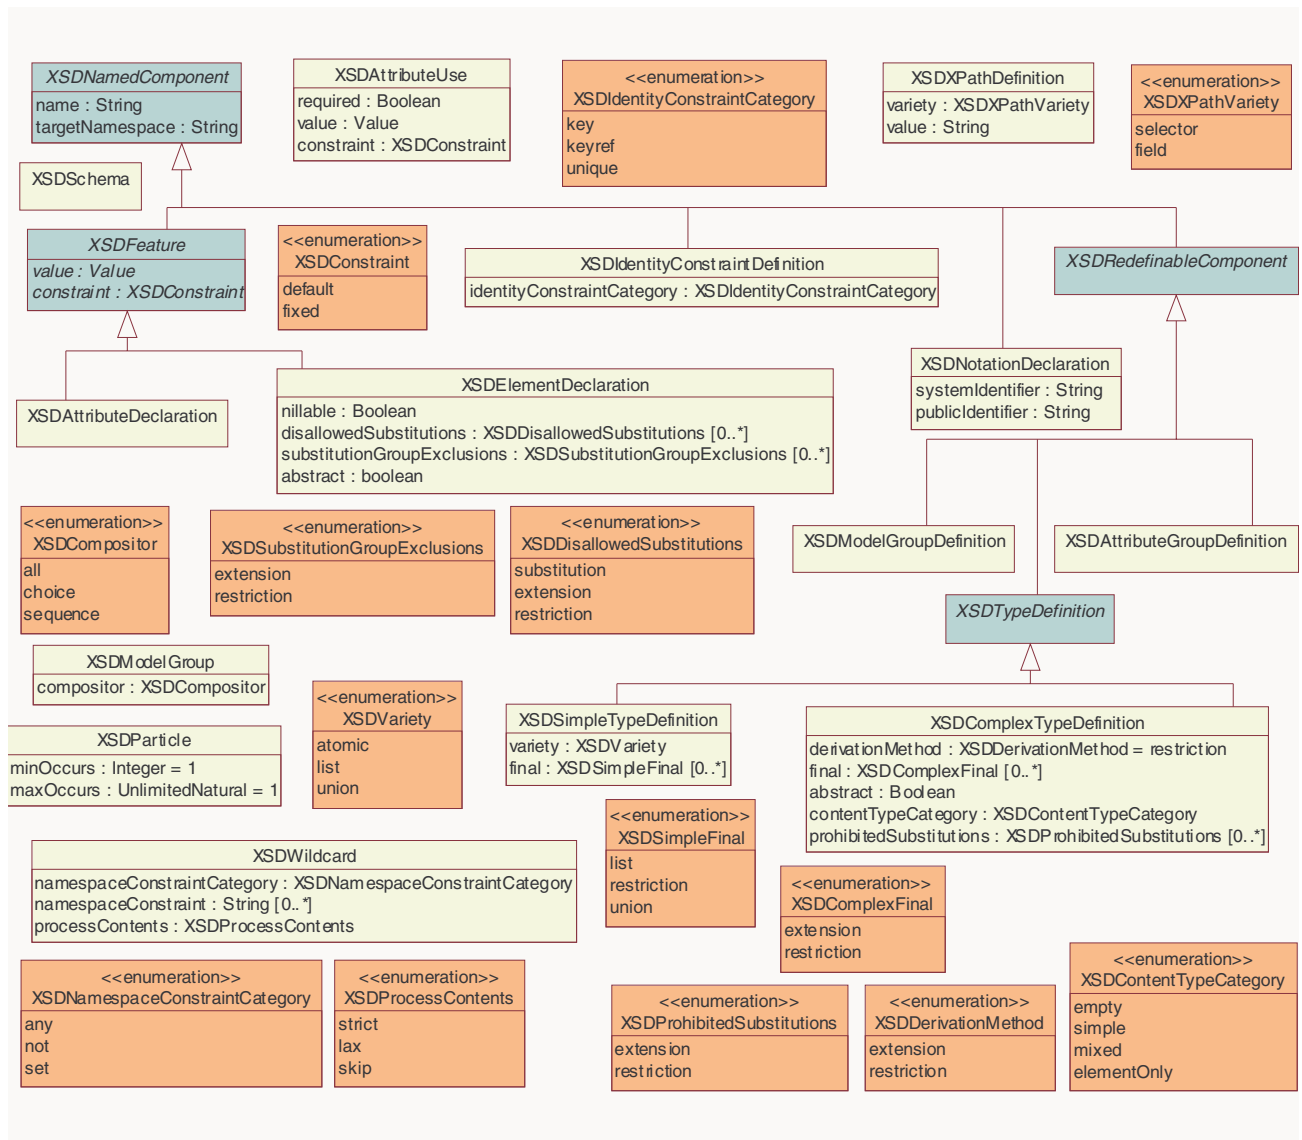 XSDNamedComponent
name : String
targetNamespace : String
XSDAttributeUse
required : Boolean
value : Value
constraint : XSDConstraint
<<enumeration>>
XSDIdentityConstraintCategory
key
keyref
unique
XSDXPathDefinition
variety : XSDXPathVariety
value : String
<<enumeration>>
XSDXPathVariety
selector
field
XSDSchema
XSDFeature
value : Value
constraint : XSDConstraint
<<enumeration>>
XSDConstraint
default
fixed
XSDIdentityConstraintDefinition
identityConstraintCategory : XSDIdentityConstraintCategory
XSDRedefinableComponent
XSDNotationDeclaration
systemIdentifier : String
publicIdentifier : String
XSDAttributeDeclaration
XSDElementDeclaration
nillable : Boolean
disallowedSubstitutions : XSDDisallowedSubstitutions [0..*]
substitutionGroupExclusions : XSDSubstitutionGroupExclusions [0..*]
abstract : boolean
<<enumeration>>
XSDCompositor
all
choice
sequence
<<enumeration>>
XSDSubstitutionGroupExclusions
extension
restriction
<<enumeration>>
XSDDisallowedSubstitutions
substitution
extension
restriction
XSDModelGroupDefinition
XSDAttributeGroupDefinition
XSDTypeDefinition
XSDModelGroup
compositor : XSDCompositor
<<enumeration>>
XSDVariety
atomic
list
union
XSDSimpleTypeDefinition
variety : XSDVariety
final : XSDSimpleFinal [0..*]
XSDComplexTypeDefinition
derivationMethod : XSDDerivationMethod = restriction
final : XSDComplexFinal [0..*]
abstract : Boolean
contentTypeCategory : XSDContentTypeCategory
prohibitedSubstitutions : XSDProhibitedSubstitutions [0..*]
XSDParticle
minOccurs : Integer = 1
maxOccurs : UnlimitedNatural = 1
<<enumeration>>
XSDSimpleFinal
list
restriction
union
XSDWildcard
namespaceConstraintCategory : XSDNamespaceConstraintCategory
namespaceConstraint : String [0..*]
processContents : XSDProcessContents
<<enumeration>>
XSDComplexFinal
extension
restriction
<<enumeration>>
XSDNamespaceConstraintCategory
any
not
set
<<enumeration>>
XSDProcessContents
strict
lax
skip
<<enumeration>>
XSDProhibitedSubstitutions
extension
restriction
<<enumeration>>
XSDDerivationMethod
extension
restriction
<<enumeration>>
XSDContentTypeCategory
empty
simple
mixed
elementOnly